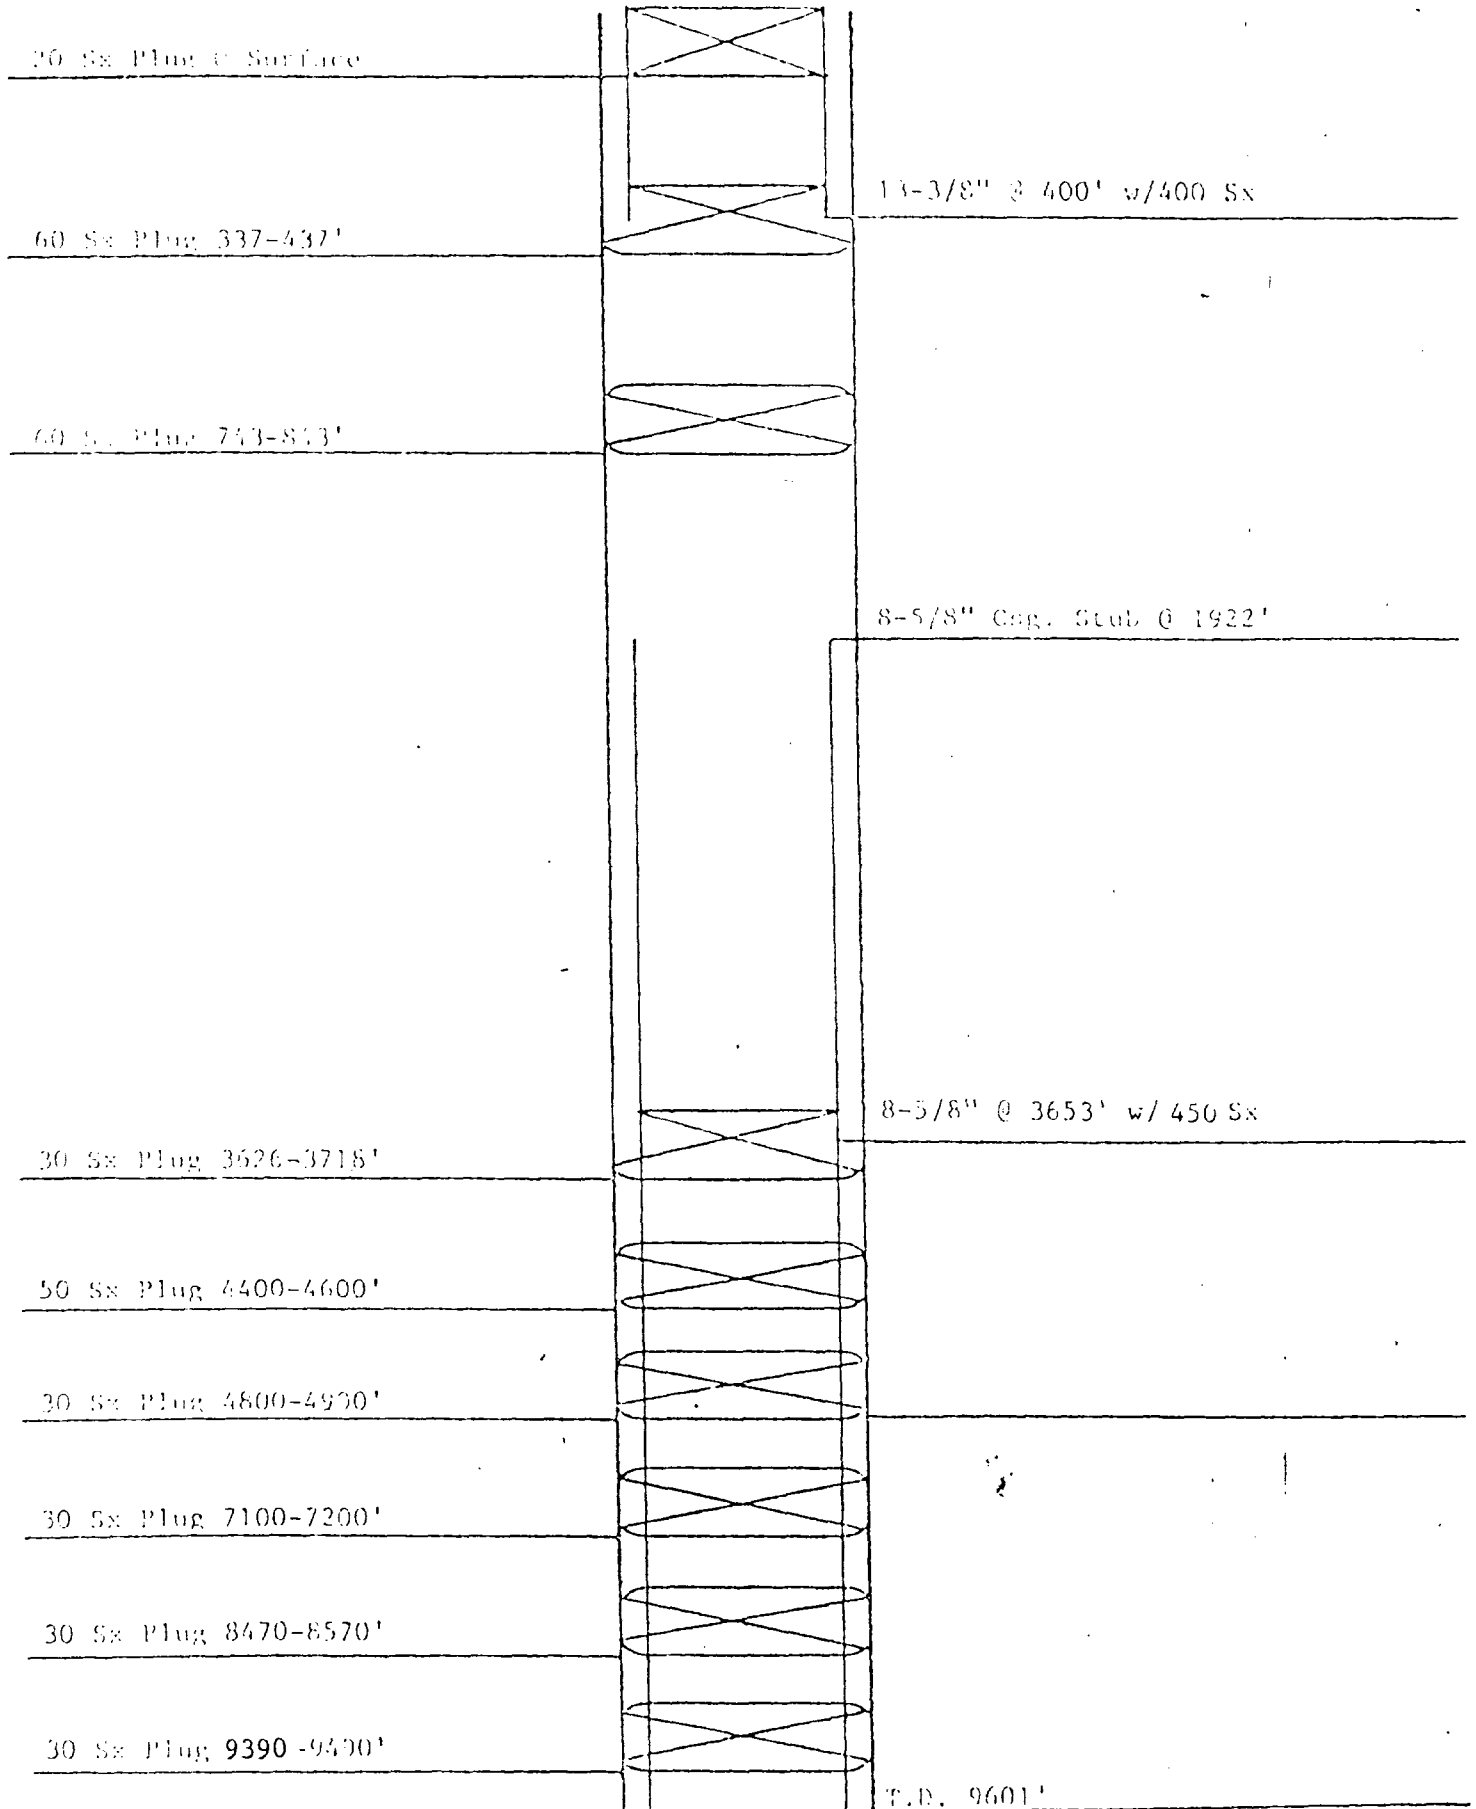 20 Sx Plug @ Surface
13-3/8" @ 400' w/400 Sx
60 Sx Plug 337-437'
60 Sx Plug 743-843'
8-5/8" Csg. Stub @ 1922'
8-5/8" @ 3653' w/ 450 Sx
30 Sx Plug 3626-3718'
50 Sx Plug 4400-4600'
30 Sx Plug 4800-4900'
30 Sx Plug 7100-7200'
30 Sx Plug 8470-8570'
30 Sx Plug 9390-9490'
T.D. 9601'